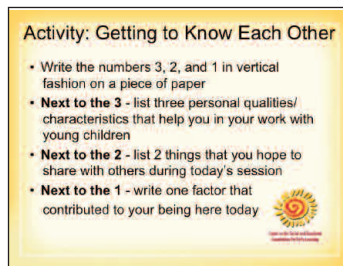 Activity: Getting to Know Each Other
• Write the numbers 3, 2, and 1 in vertical
fashion on a piece of paper
• Next to the 3 - list three personal qualities/
characteristics that help you in your work with
young children
• Next to the 2 - list 2 things that you hope to
share with others during today's session
• Next to the 1 - write one factor that
contributed to your being here today